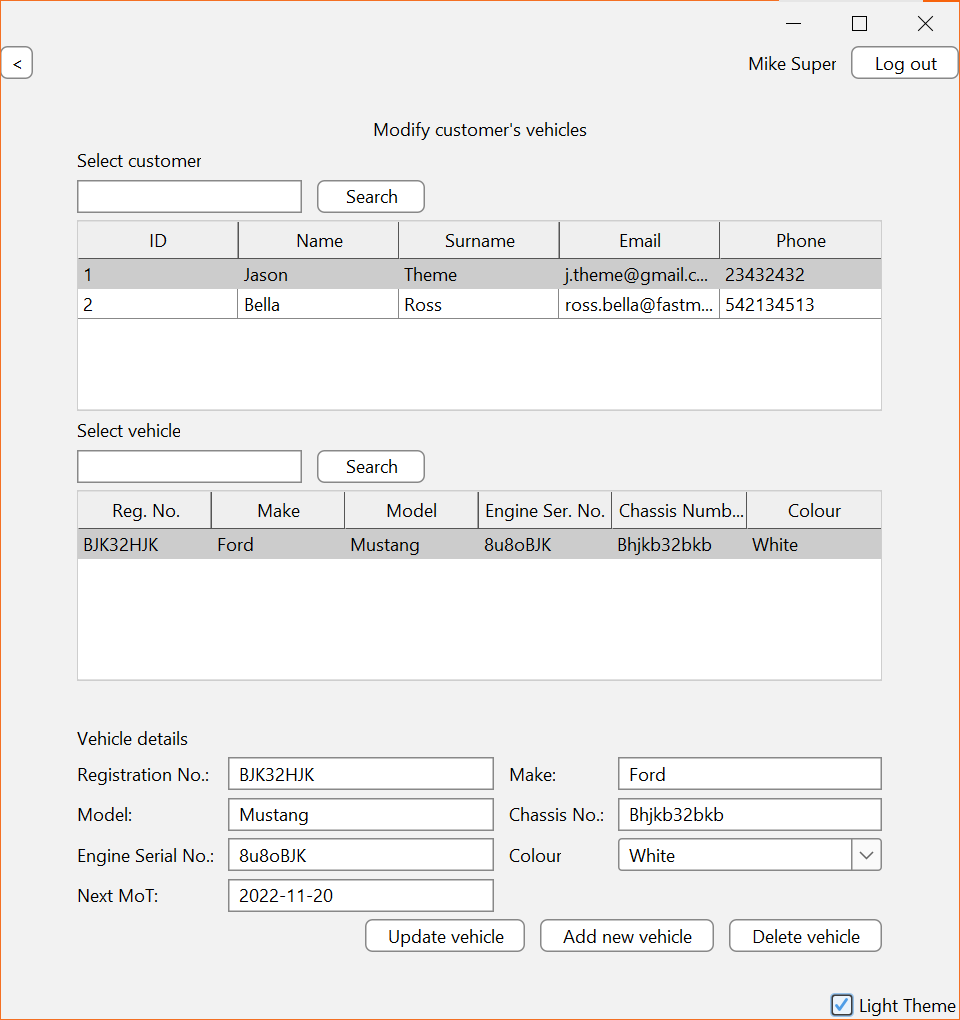 <
Mike Super Log out
Modify customer's vehicles
Select customer
Search
ID Name Surname Email Phone
1 Jason Theme j.theme@gmail.c... 23432432
2 Bella Ross ross.bella@fastm... 542134513
Select vehicle
Search
Reg. No. Make Model Engine Ser. No. Chassis Numb... Colour
BJK32HJK Ford Mustang 8u8oBJK Bhjkb32bkb White
Vehicle details
Registration No.: BJK32HJK Make: Ford
Model: Mustang Chassis No.: Bhjkb32bkb
Engine Serial No.: 8u8oBJK Colour White
Next MoT: 2022-11-20
Update vehicle Add new vehicle Delete vehicle
Light Theme